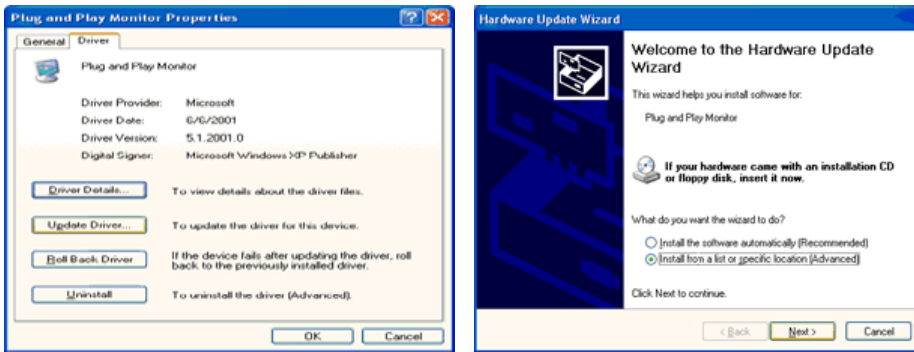 Plug and Play Monitor Properties
General Driver
Plug and Play Monitor
Driver Provider: Microsoft
Driver Date: 6/6/2001
Driver Version: 5.1.2001.0
Digital Signer: Microsoft Windows XP Publisher
Driver Details... To view details about the driver files.
Update Driver... To update the driver for this device.
Roll Back Driver If the device fails after updating the driver, roll
back to the previously installed driver.
Uninstall To uninstall the driver (Advanced).
OK Cancel
Hardware Update Wizard
Welcome to the Hardware Update
Wizard
This wizard helps you install software for:
Plug and Play Monitor
If your hardware came with an installation CD
or floppy disk, insert it now.
What do you want the wizard to do?
Install the software automatically (Recommended)
Install from a list or specific location (Advanced)
Click Next to continue.
< Back Next > Cancel